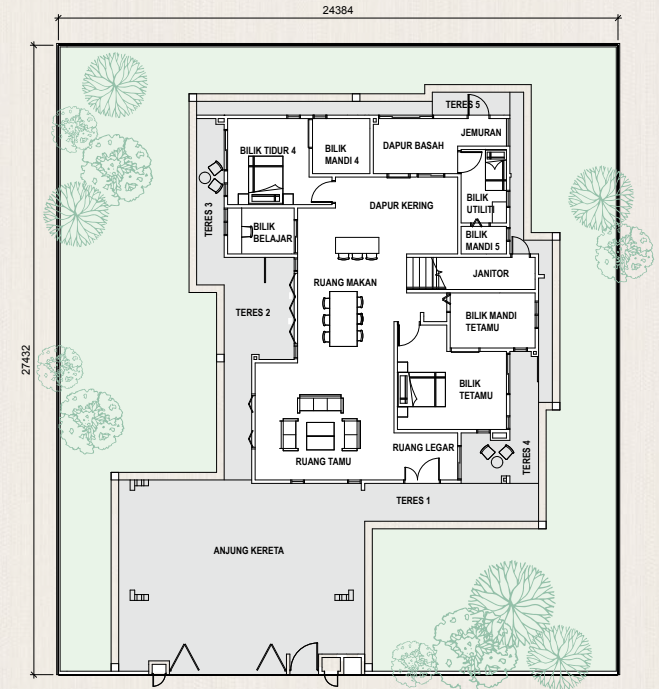 24384
27432
TERES 5
JEMURAN
DAPUR BASAH
BILIK TIDUR 4
BILIK
MANDI 4
TERES 3
DAPUR KERING
BILIK
UTILITI
BILIK
BELAJAR
BILIK
MANDI 5
JANITOR
RUANG MAKAN
TERES 2
BILIK MANDI
TETAMU
BILIK
TETAMU
RUANG LEGAR
TERES 4
RUANG TAMU
TERES 1
ANJUNG KERETA